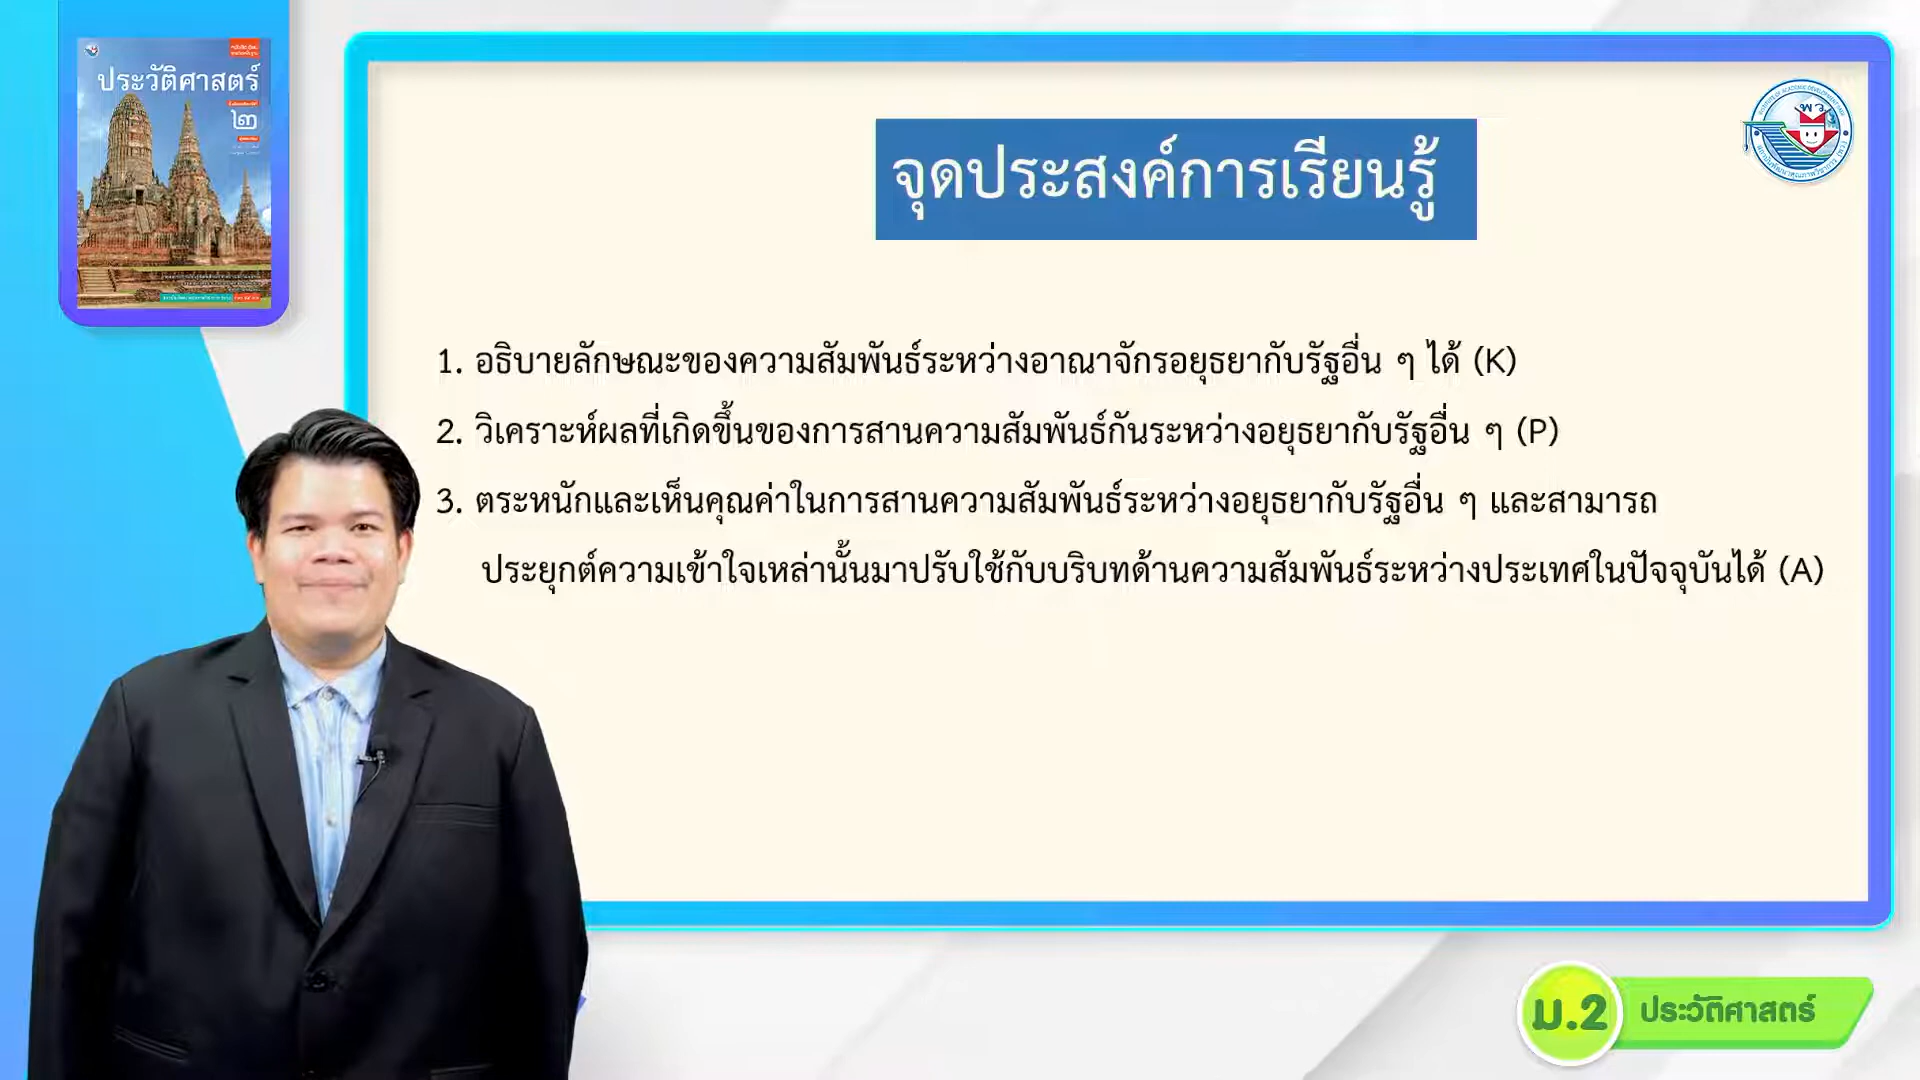 ประวัติศาสตร์
๒
พว
จุดประสงค์การเรียนรู้
1. อธิบายลักษณะของความสัมพันธ์ระหว่างอาณาจักรอยุธยากับรัฐอื่น ๆ ได้ (K)
2. วิเคราะห์ผลที่เกิดขึ้นของการสานความสัมพันธ์กันระหว่างอยุธยากับรัฐอื่น ๆ (P)
3. ตระหนักและเห็นคุณค่าในการสานความสัมพันธ์ระหว่างอยุธยากับรัฐอื่น ๆ และสามารถ
ประยุกต์ความเข้าใจเหล่านั้นมาปรับใช้กับบริบทด้านความสัมพันธ์ระหว่างประเทศในปัจจุบันได้ (A)
ม.2 ประวัติศาสตร์